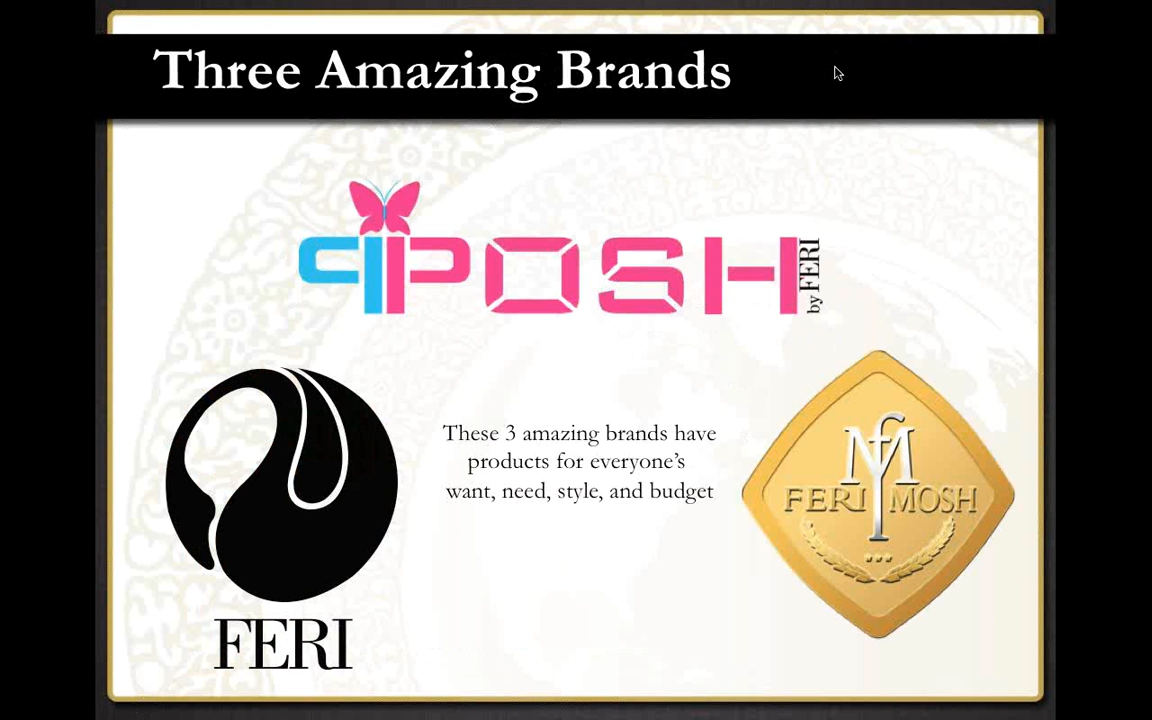 Three Amazing Brands
POSH
by FERI
These 3 amazing brands have
products for everyone’s
want, need, style, and budget
FERI MOSH
FERI